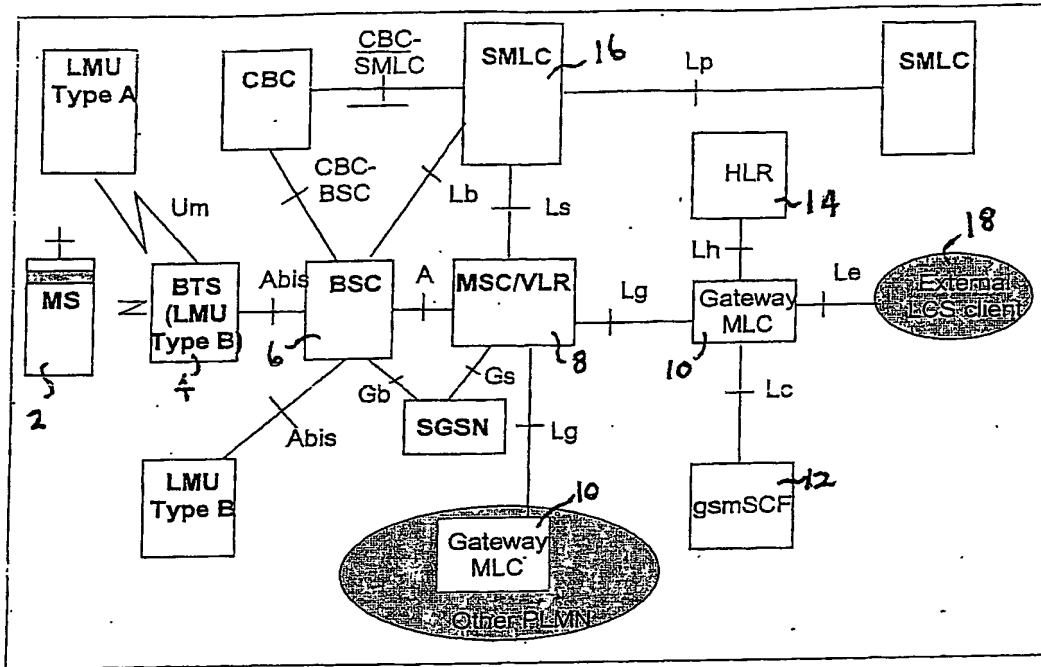 LMU
Type A
CBC
CBC-
SMLC
SMLC
16
Lp
SMLC
Um
CBC-
BSC
Lb
Ls
HLR
14
Lh
18
MS
2
BTS
(LMU
Type B)
4
Abis
BSC
6
A
MSC/VLR
8
Lg
Gateway
MLC
10
Le
External
LCS client
Gb
Gs
SGSN
Abis
Lg
Lc
LMU
Type B
10
Gateway
MLC
Other PLMN
gsmSCF
12